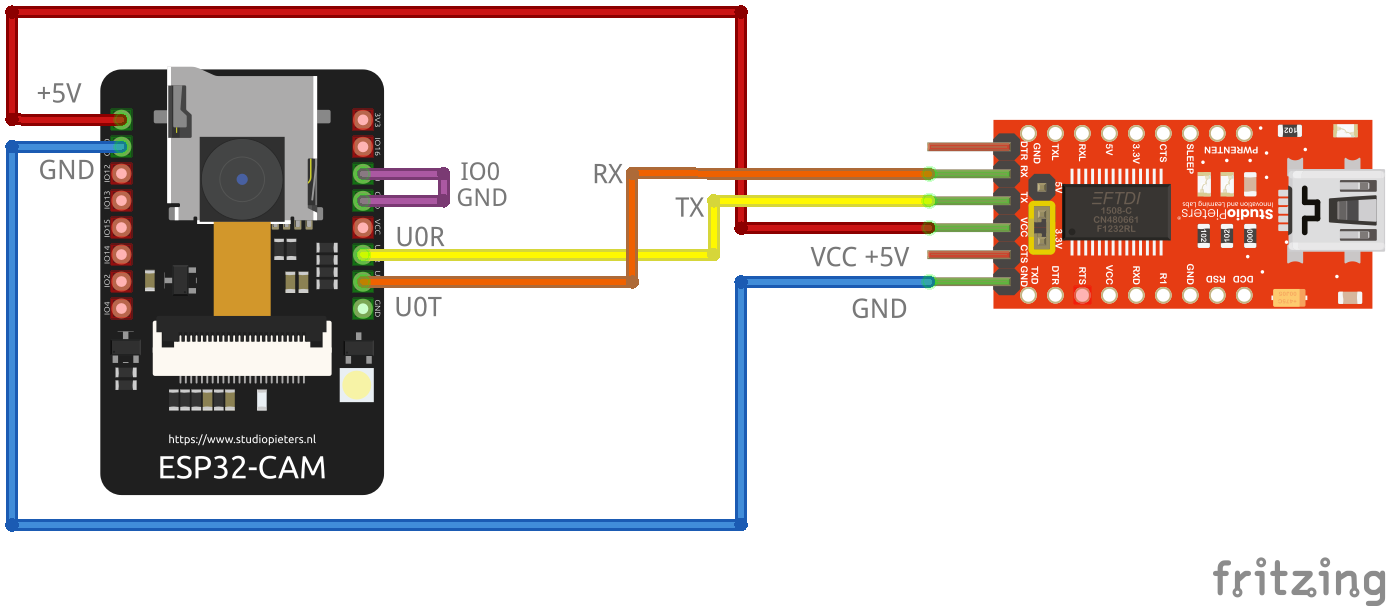 +5V
GND
IO12
IO13
IO15
IO14
IO2
IO4
3V3
IO16
VCC
GND
IO0
GND
U0R
U0T
https://www.studiopieters.nl
ESP32-CAM
RX
TX
VCC +5V
GND
DTR
RX
TX
VCC
CTS
GND
GND
TXL
RXL
5V
3.3V
CTS
SLEEP
PWRENTEN
102
5V
3.3V
FTDI
1508-C
CN480661
F1232RL
StudioPieters®
Innovation and Learning Labs
102
102
000
TXD
DTR
RTS
VCC
RXD
R1
GND
RSD
DCD
fritzing